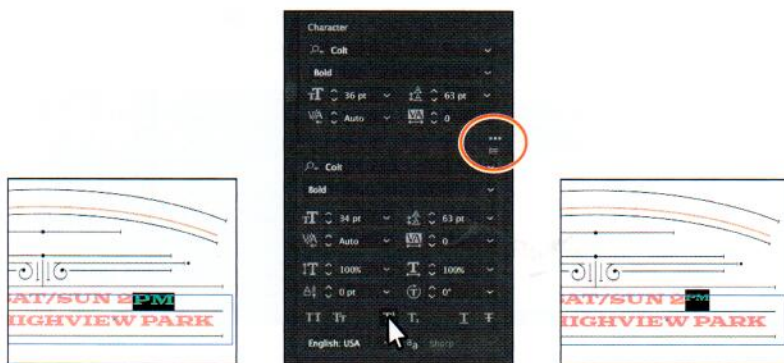 Character
Colt
Bold
36 pt
63 pt
Auto
0
Colt
Bold
34 pt
63 pt
Auto
0
100%
100%
0 pt
0°
English: USA
Sharp
SAT/SUN 2PM
HIGHVIEW PARK
SAT/SUN 2PM
HIGHVIEW PARK